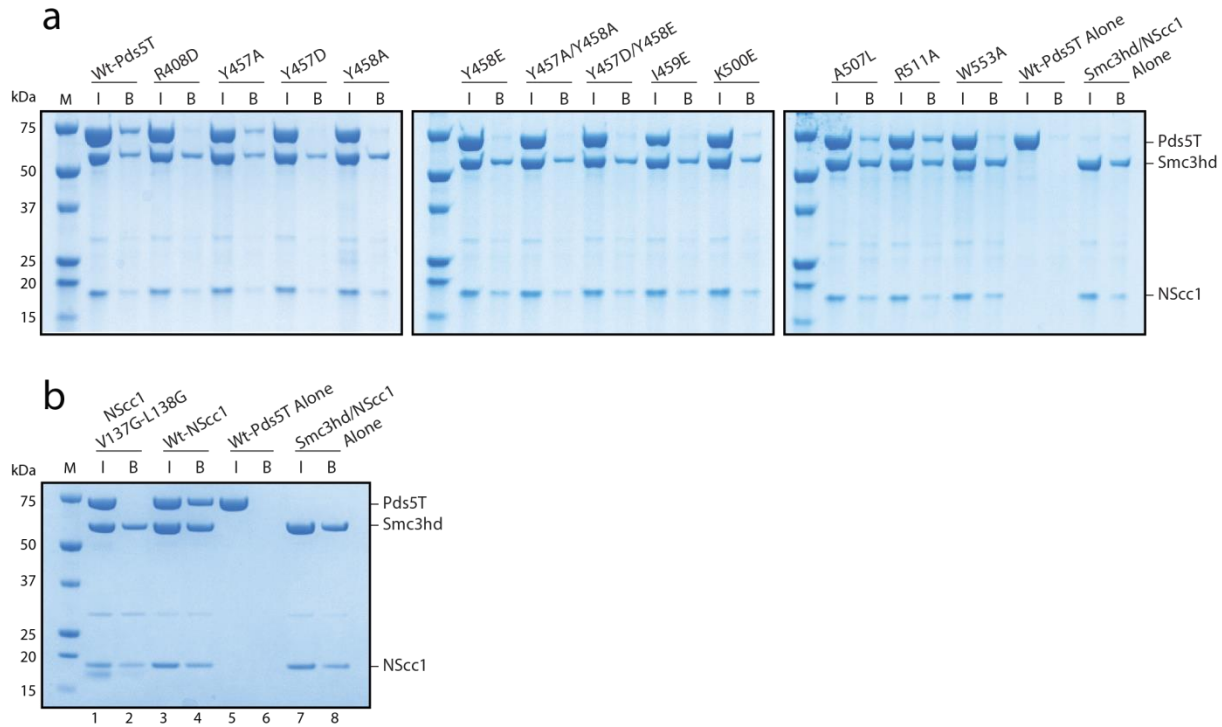 a
Wt-Pds5T R408D Y457A Y457D Y458A Y458E Y457A/Y458A Y457D/Y458E I459E K500E A507L R511A W553A Wt-Pds5T Alone Smc3hd/NScc1 Alone
kDa M I B I B I B I B I B I B I B I B I B I B I B I B I B I B I B
75 Pds5T
Smc3hd
50
37
25
20 NScc1
15
b
NScc1 V137G-L138G Wt-NScc1 Wt-Pds5T Alone Smc3hd/NScc1 Alone
kDa M I B I B I B I B
75 Pds5T
Smc3hd
50
37
25
20 NScc1
15
1 2 3 4 5 6 7 8